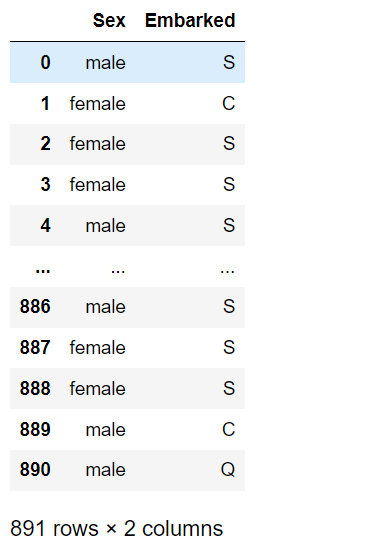 Sex Embarked
0 male S
1 female C
2 female S
3 female S
4 male S
... ... ...
886 male S
887 female S
888 female S
889 male C
890 male Q
891 rows × 2 columns